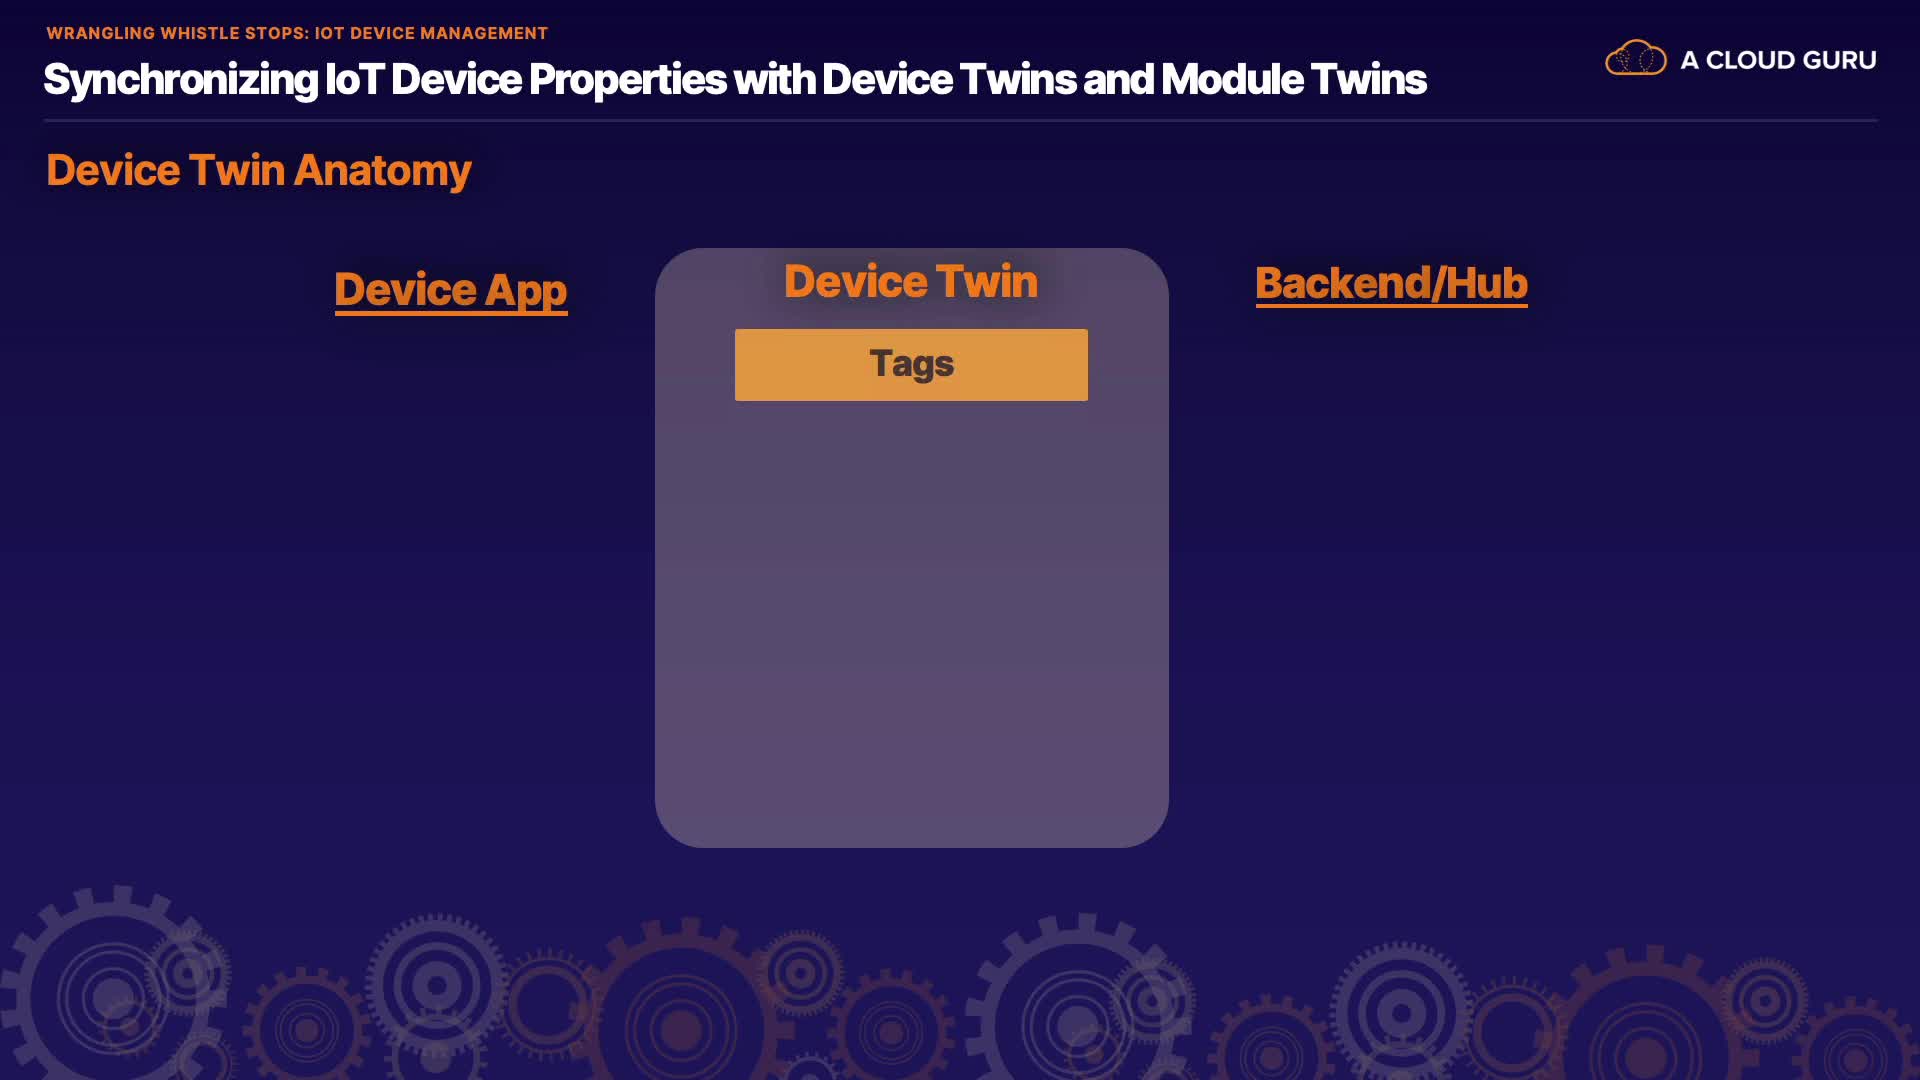 WRANGLING WHISTLE STOPS: IOT DEVICE MANAGEMENT
Synchronizing IoT Device Properties with Device Twins and Module Twins
A CLOUD GURU
Device Twin Anatomy
Device App
Device Twin
Backend/Hub
Tags